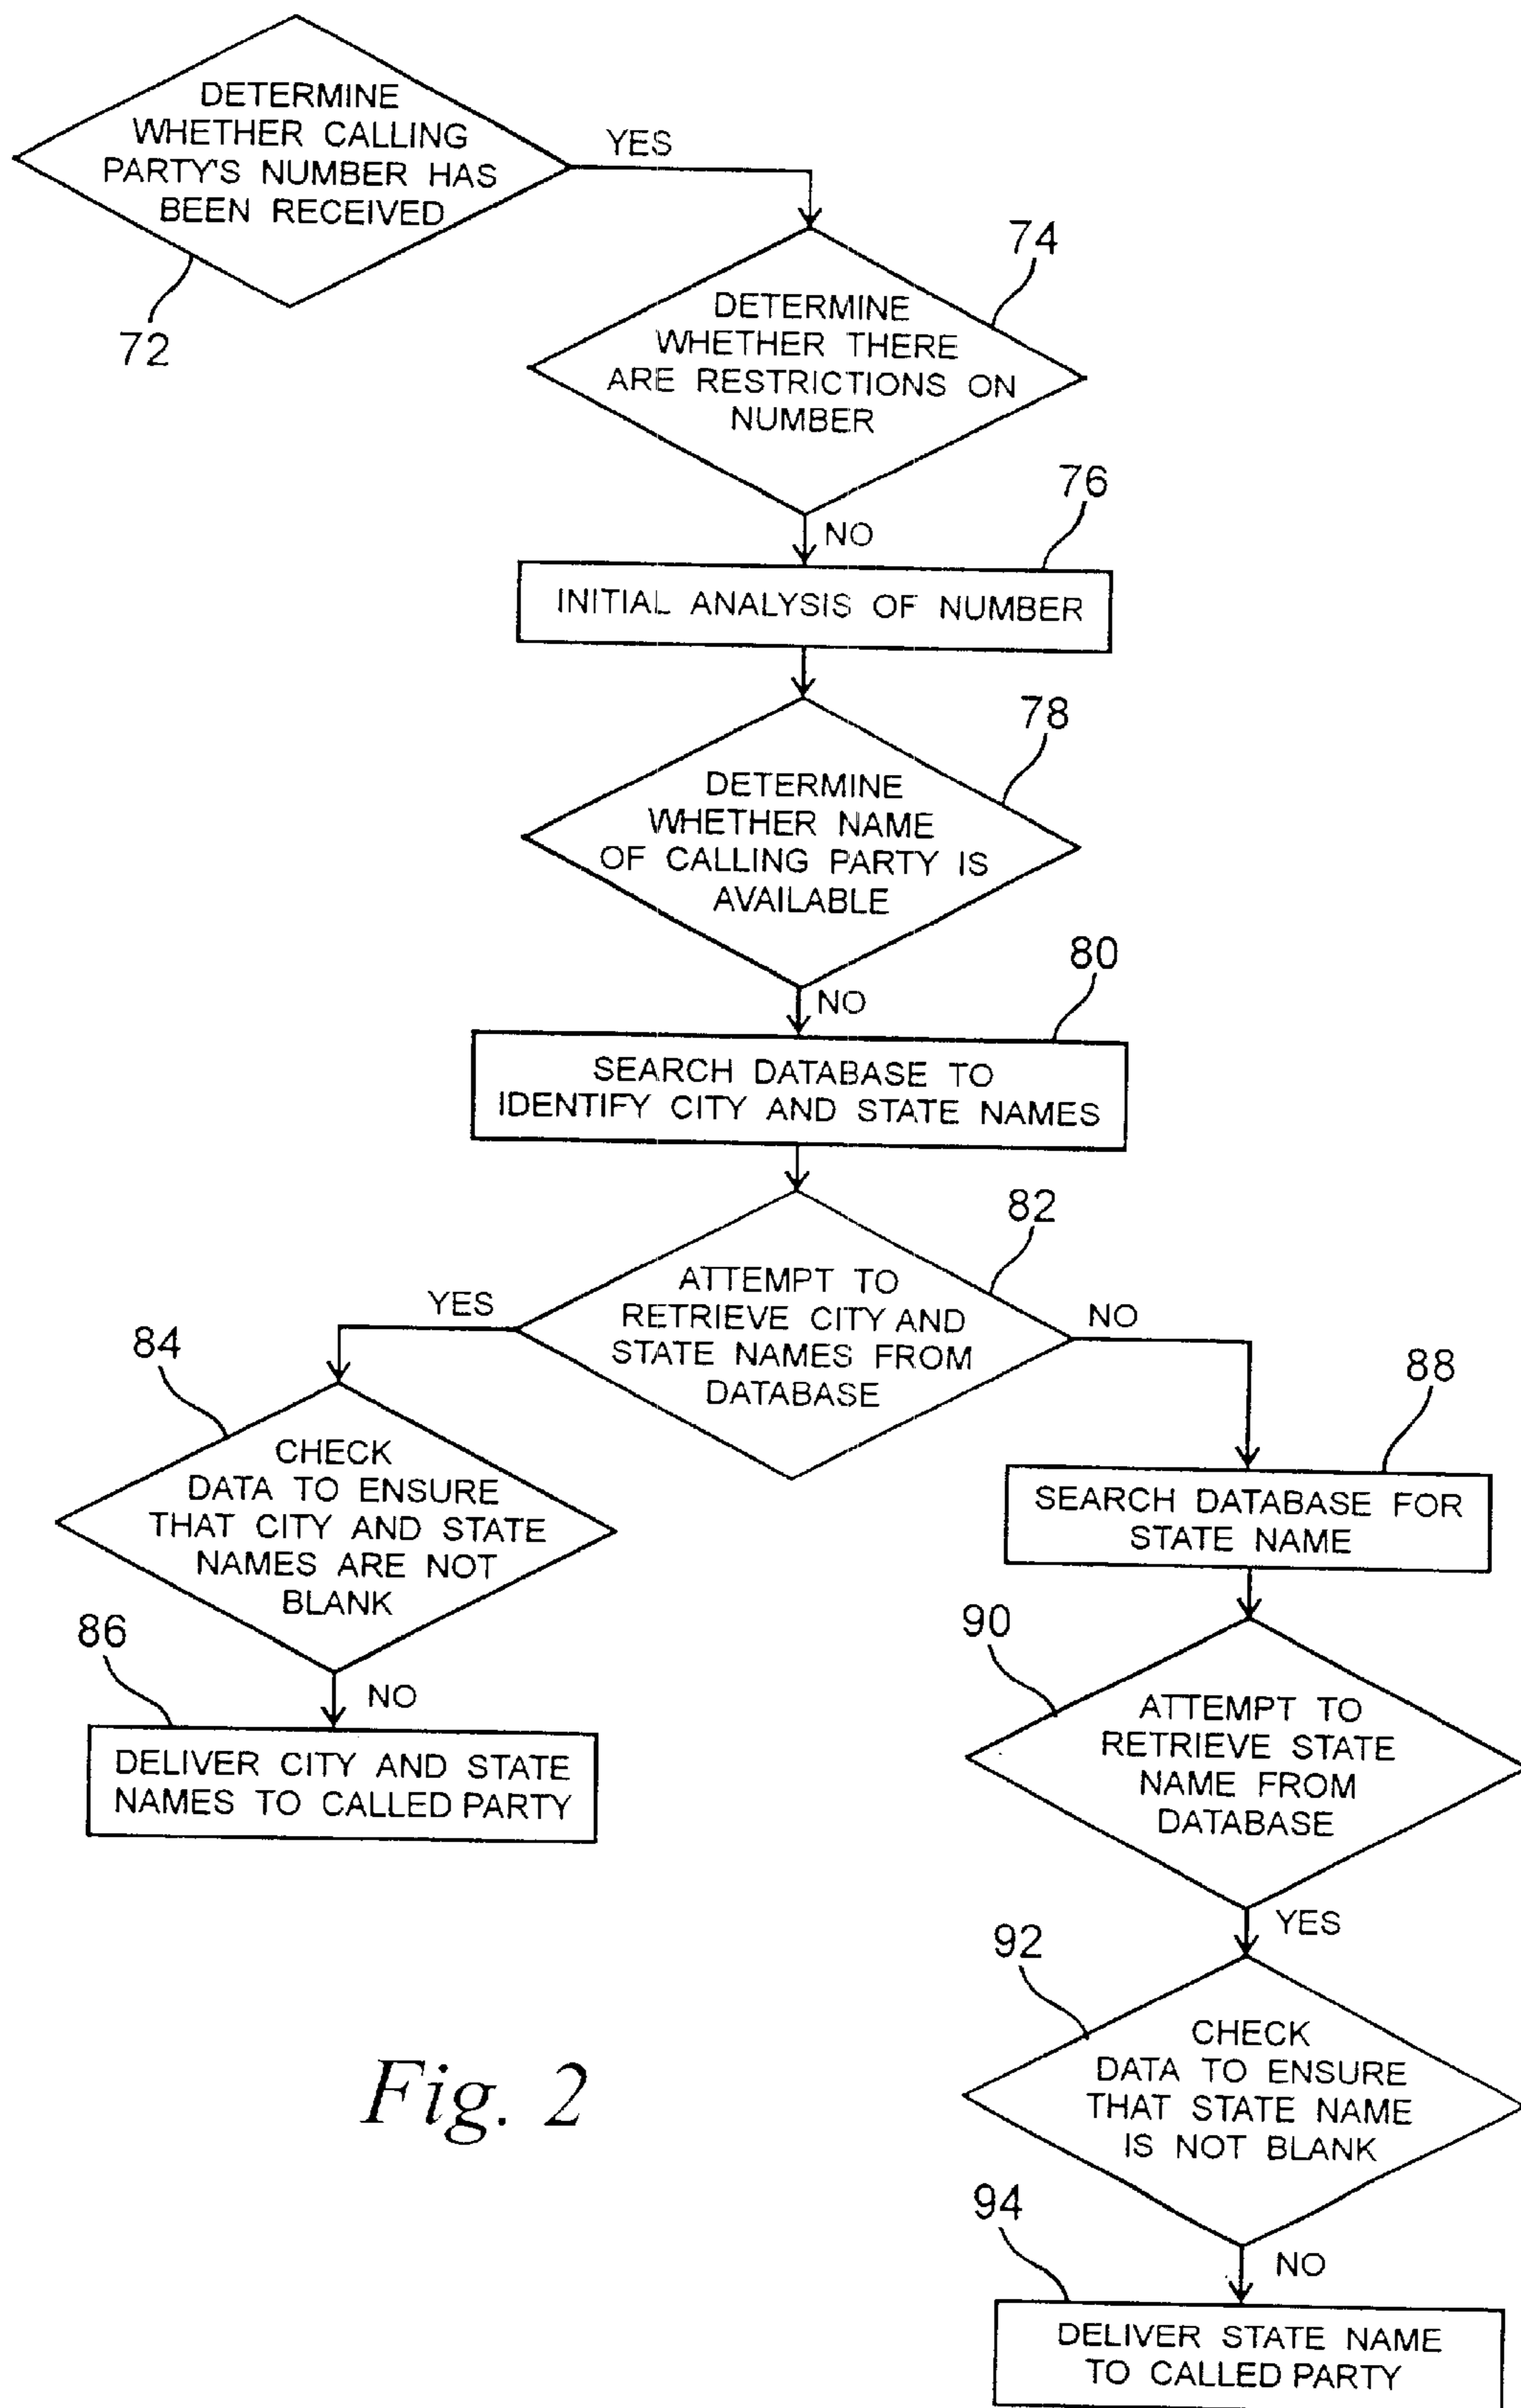 DETERMINE
WHETHER CALLING
PARTY'S NUMBER HAS
BEEN RECEIVED
YES
72
74
DETERMINE
WHETHER THERE
ARE RESTRICTIONS ON
NUMBER
NO
76
INITIAL ANALYSIS OF NUMBER
78
DETERMINE
WHETHER NAME
OF CALLING PARTY IS
AVAILABLE
NO
80
SEARCH DATABASE TO
IDENTIFY CITY AND STATE NAMES
82
ATTEMPT TO
RETRIEVE CITY AND
STATE NAMES FROM
DATABASE
YES
NO
84
CHECK
DATA TO ENSURE
THAT CITY AND STATE
NAMES ARE NOT
BLANK
NO
86
DELIVER CITY AND STATE
NAMES TO CALLED PARTY
88
SEARCH DATABASE FOR
STATE NAME
90
ATTEMPT TO
RETRIEVE STATE
NAME FROM
DATABASE
YES
92
CHECK
DATA TO ENSURE
THAT STATE NAME
IS NOT BLANK
NO
94
DELIVER STATE NAME
TO CALLED PARTY
Fig. 2